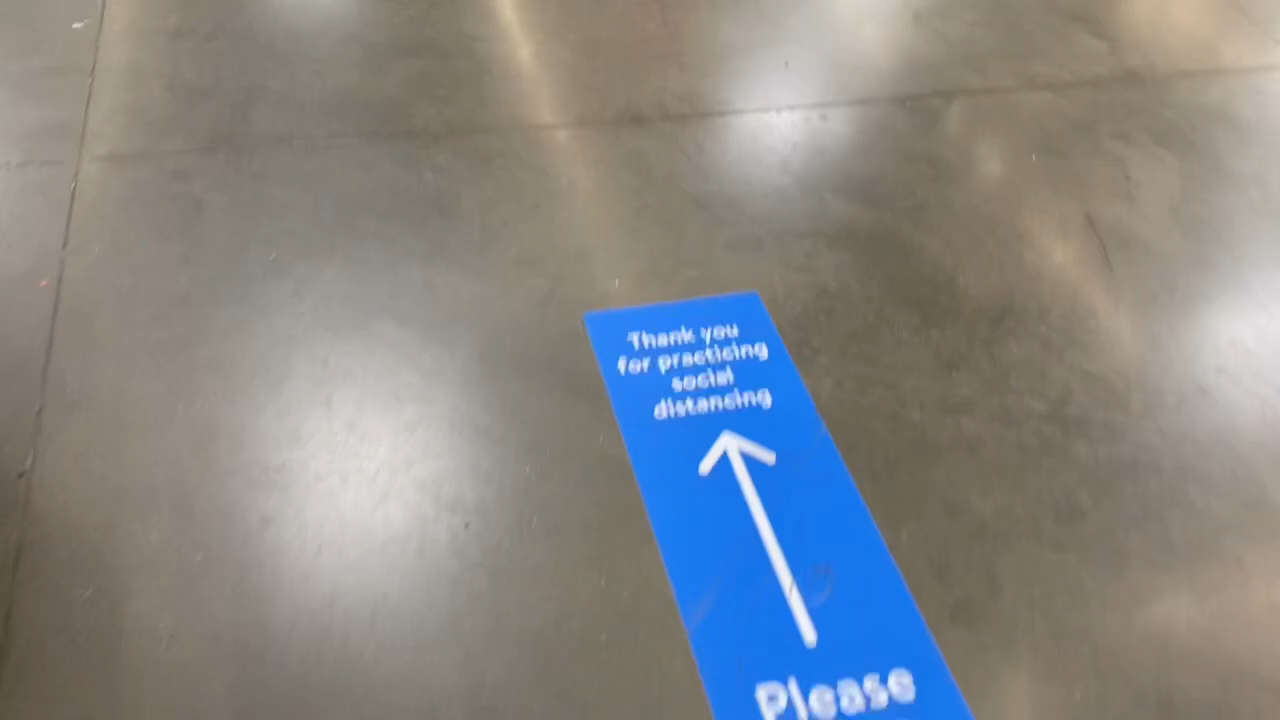 Thank you
for practicing
social
distancing
Please